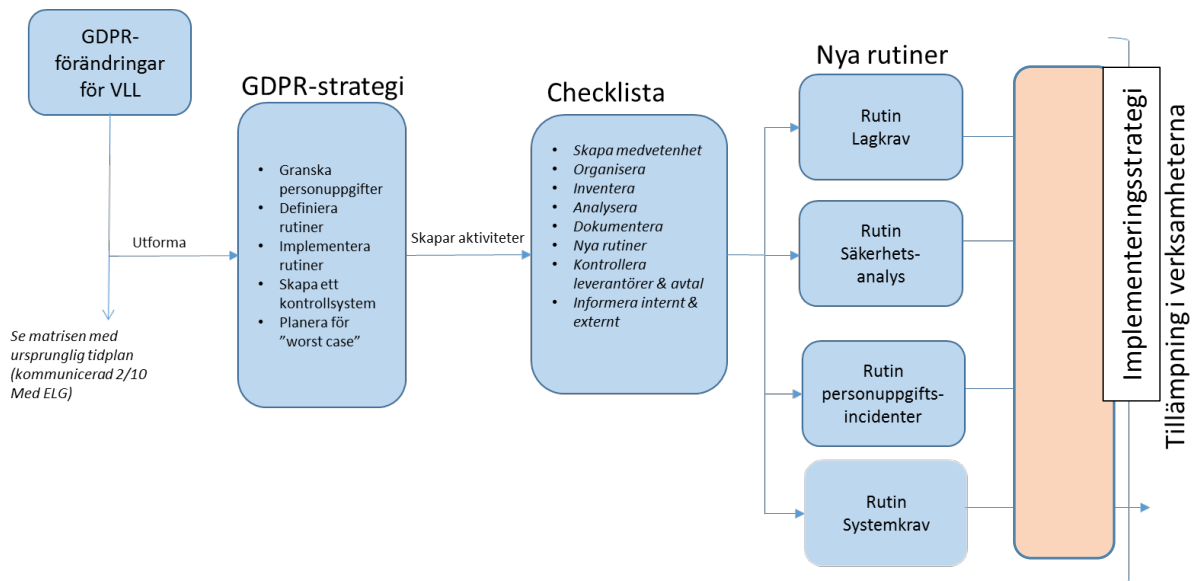 GDPR-
förändringar
för VLL
Utforma
Se matrisen med
ursprunglig tidplan
(kommunicerad 2/10
Med ELG)
GDPR-strategi
• Granska
personuppgifter
• Definiera
rutiner
• Implementera
rutiner
• Skapa ett
kontrollsystem
• Planera för
”worst case”
Skapar aktiviteter
Checklista
• Skapa medvetenhet
• Organisera
• Inventera
• Analysera
• Dokumentera
• Nya rutiner
• Kontrollera
leverantörer & avtal
• Informera internt &
externt
Nya rutiner
Rutin
Lagkrav
Rutin
Säkerhets-
analys
Rutin
personuppgifts-
incidenter
Rutin
Systemkrav
Implementeringsstrategi
Tillämpning i verksamheterna